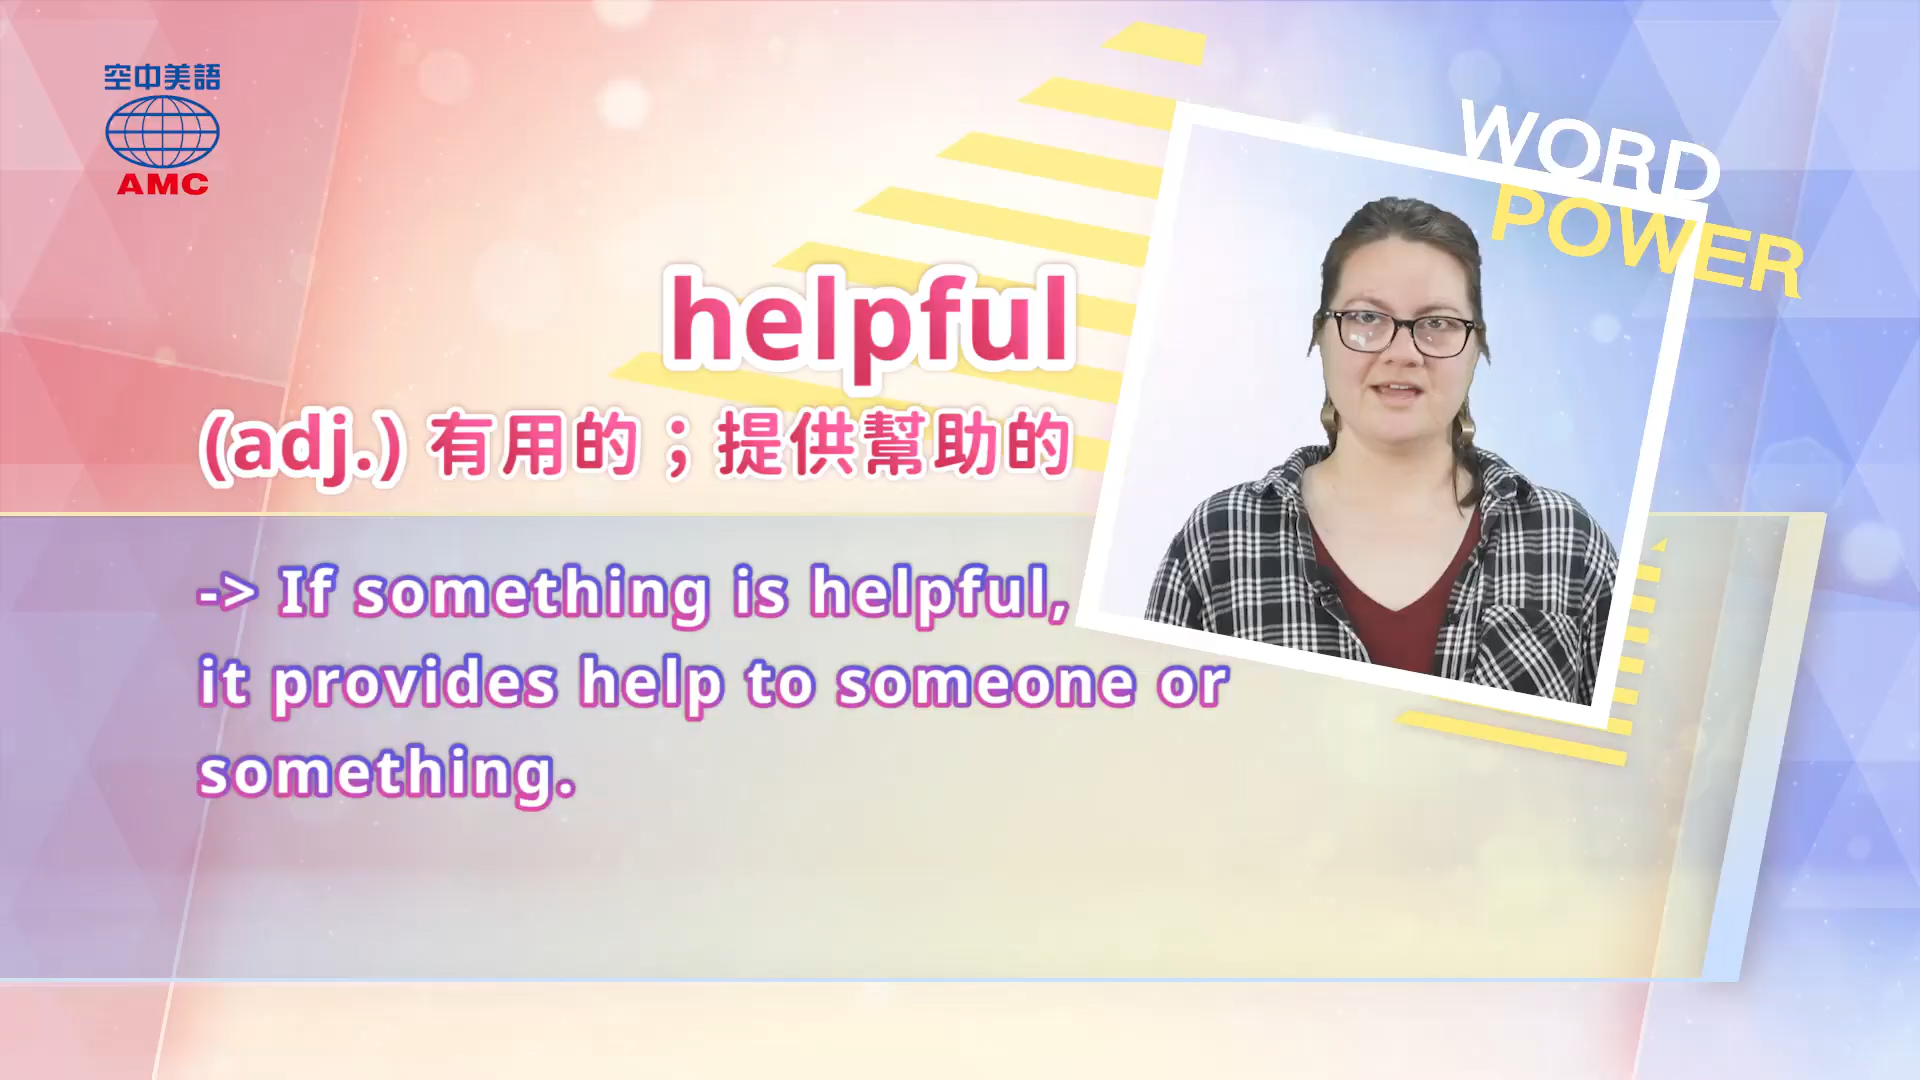 空中美語
AMC
WORD
POWER
helpful
(adj.) 有用的；提供幫助的
-> If something is helpful,
it provides help to someone or
something.